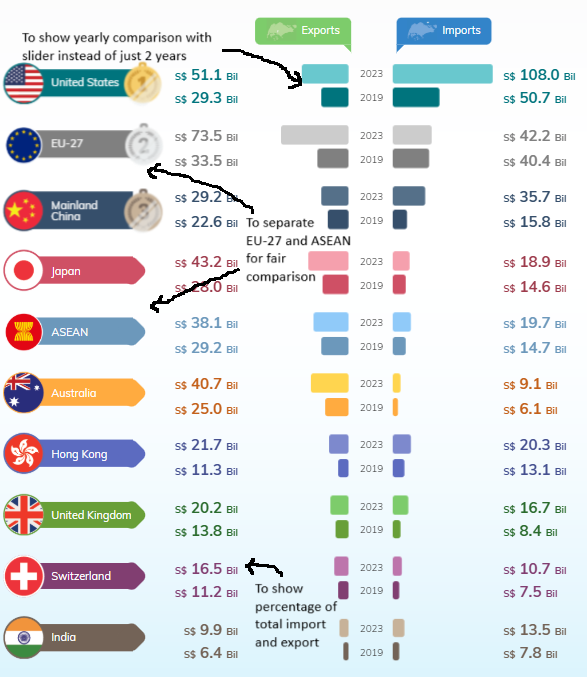 To show yearly comparison with
slider instead of just 2 years
Exports
Imports
United States
S$ 51.1 Bil
2023
S$ 108.0 Bil
S$ 29.3 Bil
2019
S$ 50.7 Bil
EU-27
2
S$ 73.5 Bil
2023
S$ 42.2 Bil
S$ 33.5 Bil
2019
S$ 40.4 Bil
Mainland
China
3
S$ 29.2 Bil
2023
S$ 35.7 Bil
S$ 22.6 Bil
2019
S$ 15.8 Bil
To separate
EU-27 and ASEAN
for fair
comparison
Japan
S$ 43.2 Bil
2023
S$ 18.9 Bil
S$ 28.0 Bil
2019
S$ 14.6 Bil
ASEAN
S$ 38.1 Bil
2023
S$ 19.7 Bil
S$ 29.2 Bil
2019
S$ 14.7 Bil
Australia
S$ 40.7 Bil
2023
S$ 9.1 Bil
S$ 25.0 Bil
2019
S$ 6.1 Bil
Hong Kong
S$ 21.7 Bil
2023
S$ 20.3 Bil
S$ 11.3 Bil
2019
S$ 13.1 Bil
United Kingdom
S$ 20.2 Bil
2023
S$ 16.7 Bil
S$ 13.8 Bil
2019
S$ 8.4 Bil
Switzerland
S$ 16.5 Bil
2023
S$ 10.7 Bil
S$ 11.2 Bil
2019
S$ 7.5 Bil
To show
percentage of
total import
and export
India
S$ 9.9 Bil
2023
S$ 13.5 Bil
S$ 6.4 Bil
2019
S$ 7.8 Bil